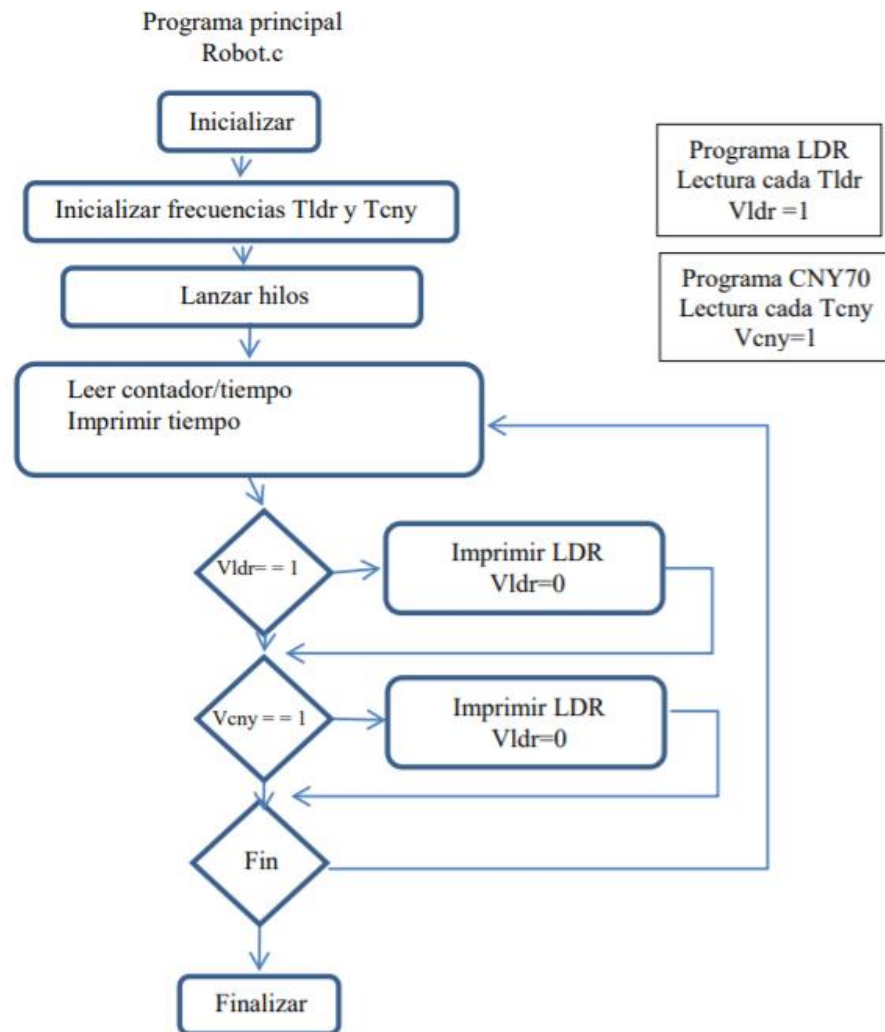 Programa principal
Robot.c
Inicializar
Inicializar frecuencias Tldr y Tcny
Lanzar hilos
Leer contador/tiempo
Imprimir tiempo
Vldr= = 1
Imprimir LDR
Vldr=0
Vcny = = 1
Imprimir LDR
Vldr=0
Fin
Finalizar
Programa LDR
Lectura cada Tldr
Vldr =1
Programa CNY70
Lectura cada Tcny
Vcny=1